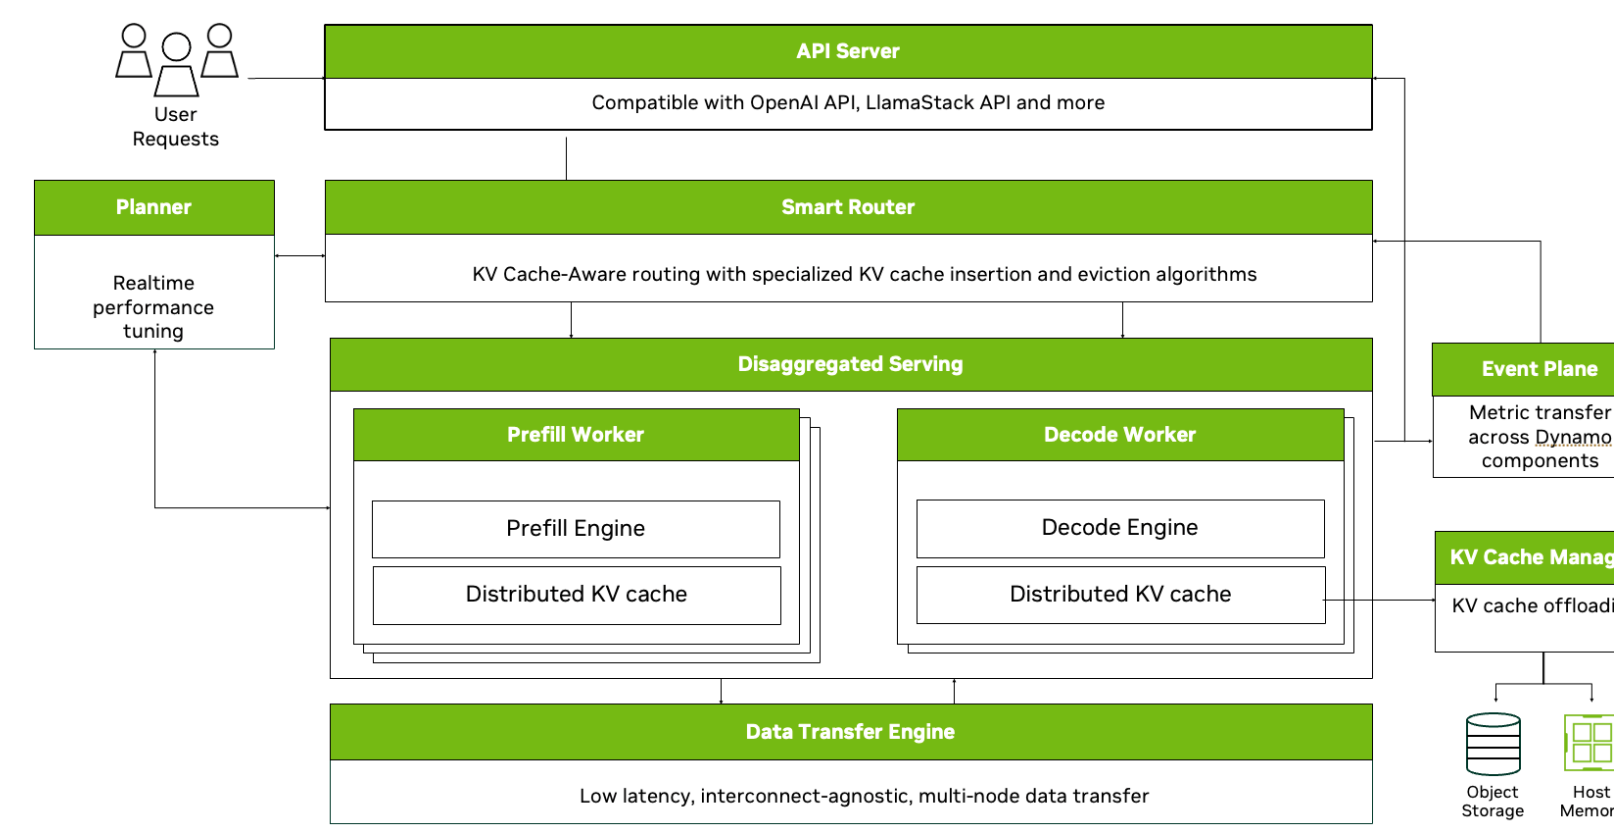 API Server
Compatible with OpenAI API, LlamaStack API and more
User
Requests
Planner
Realtime
performance
tuning
Smart Router
KV Cache-Aware routing with specialized KV cache insertion and eviction algorithms
Disaggregated Serving
Prefill Worker
Prefill Engine
Distributed KV cache
Decode Worker
Decode Engine
Distributed KV cache
Event Plane
Metric transfer
across Dynamo
components
KV Cache Manag
KV cache offloadi
Object
Storage
Host
Memor
Data Transfer Engine
Low latency, interconnect-agnostic, multi-node data transfer